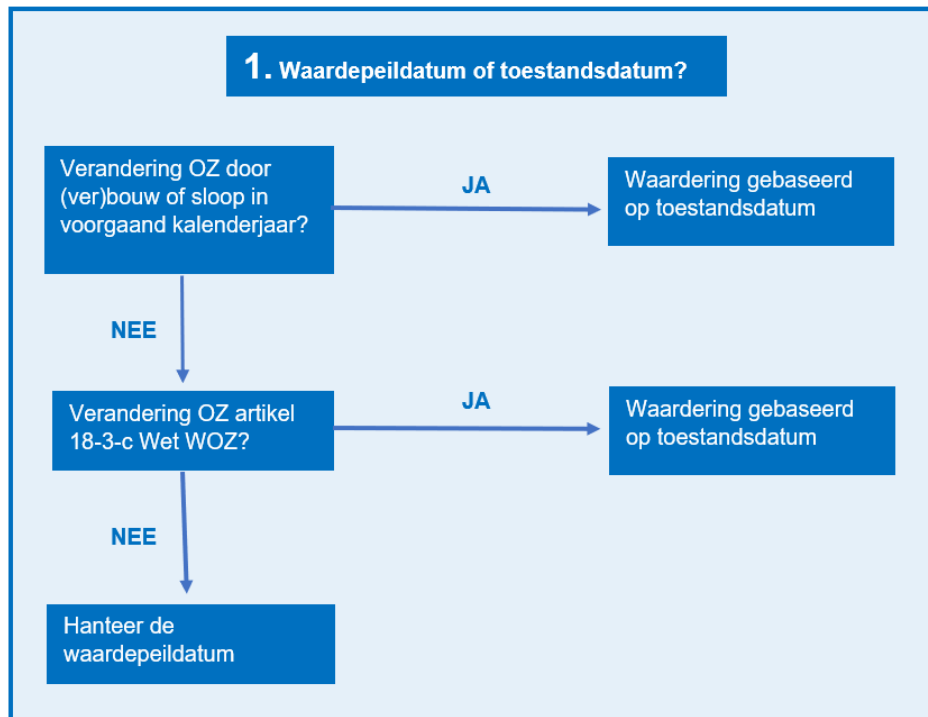 1. Waardepeildatum of toestandsdatum?
Verandering OZ door
(ver)bouw of sloop in
voorgaand kalenderjaar?
JA
Waardering gebaseerd
op toestandsdatum
NEE
Verandering OZ artikel
18-3-c Wet WOZ?
JA
Waardering gebaseerd
op toestandsdatum
NEE
Hanteer de
waardepeildatum